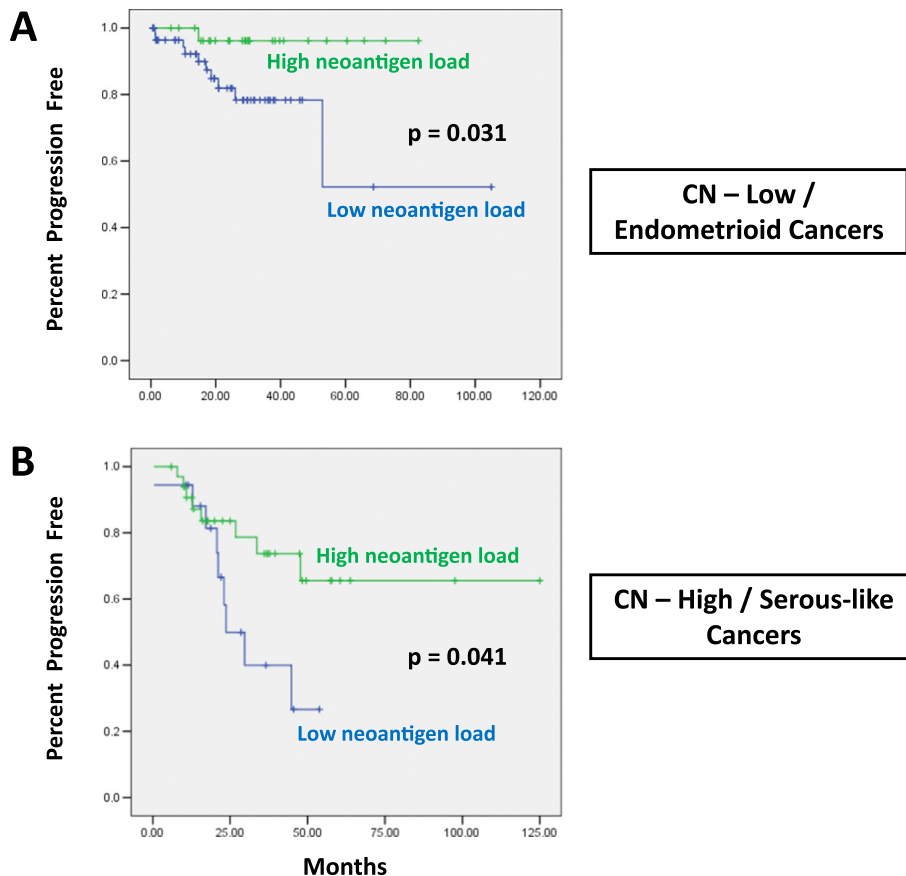 A
Percent Progression Free
1.0
0.8
0.6
0.4
0.2
0.0
High neoantigen load
p = 0.031
Low neoantigen load
0.00 20.00 40.00 60.00 80.00 100.00 120.00
CN – Low /
Endometrioid Cancers
B
Percent Progression Free
1.0
0.8
0.6
0.4
0.2
0.0
High neoantigen load
p = 0.041
Low neoantigen load
0.00 25.00 50.00 75.00 100.00 125.00
Months
CN – High / Serous-like
Cancers